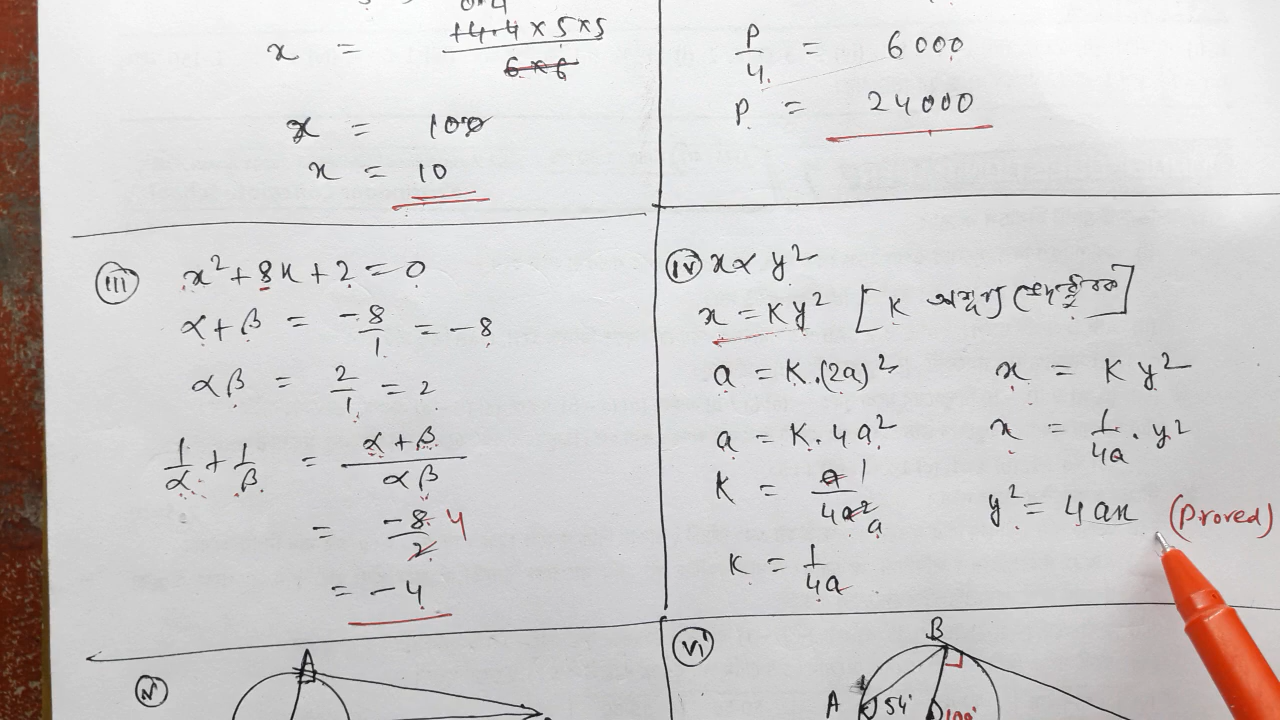 x = 14.4 × 5 × 5 / 6 × 6
x = 100
x = 10
P/4 = 6000
P = 24000
(iii) x² + 8x + 2 = 0
α + β = -8/1 = -8
αβ = 2/1 = 2
1/α + 1/β = α + β / αβ
= -8/2 4
= -4
(iv) x ∝ y²
x = Ky² [K অশূন্য ভেদ ধ্রুবক]
a = K.(2a)²
a = K. 4a²
K = a 1/4a² a
K = 1/4a
x = Ky²
x = 1/4a . y²
y² = 4ax (Proved)
(v)
A
(vi)
B
A 54°
100°